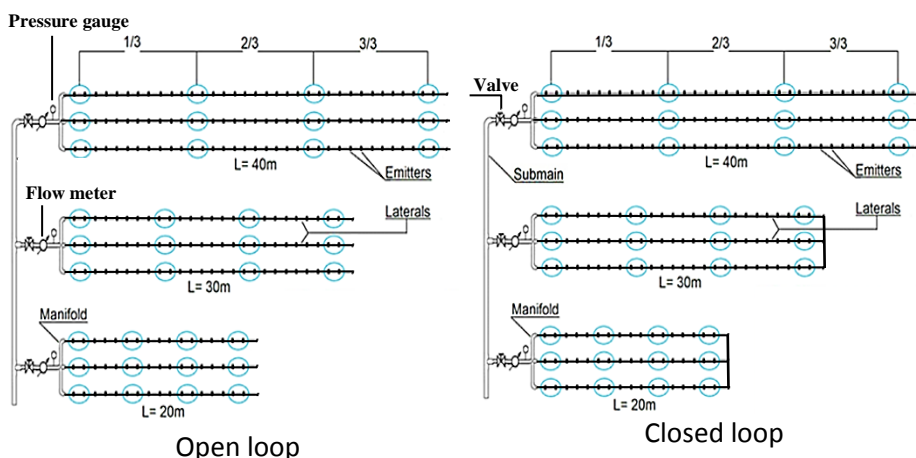 Pressure gauge
1/3 2/3 3/3
L= 40m
Emitters
Flow meter
Laterals
L= 30m
Manifold
L= 20m
Open loop
1/3 2/3 3/3
Valve
L= 40m
Emitters
Submain
Laterals
L= 30m
Manifold
L= 20m
Closed loop